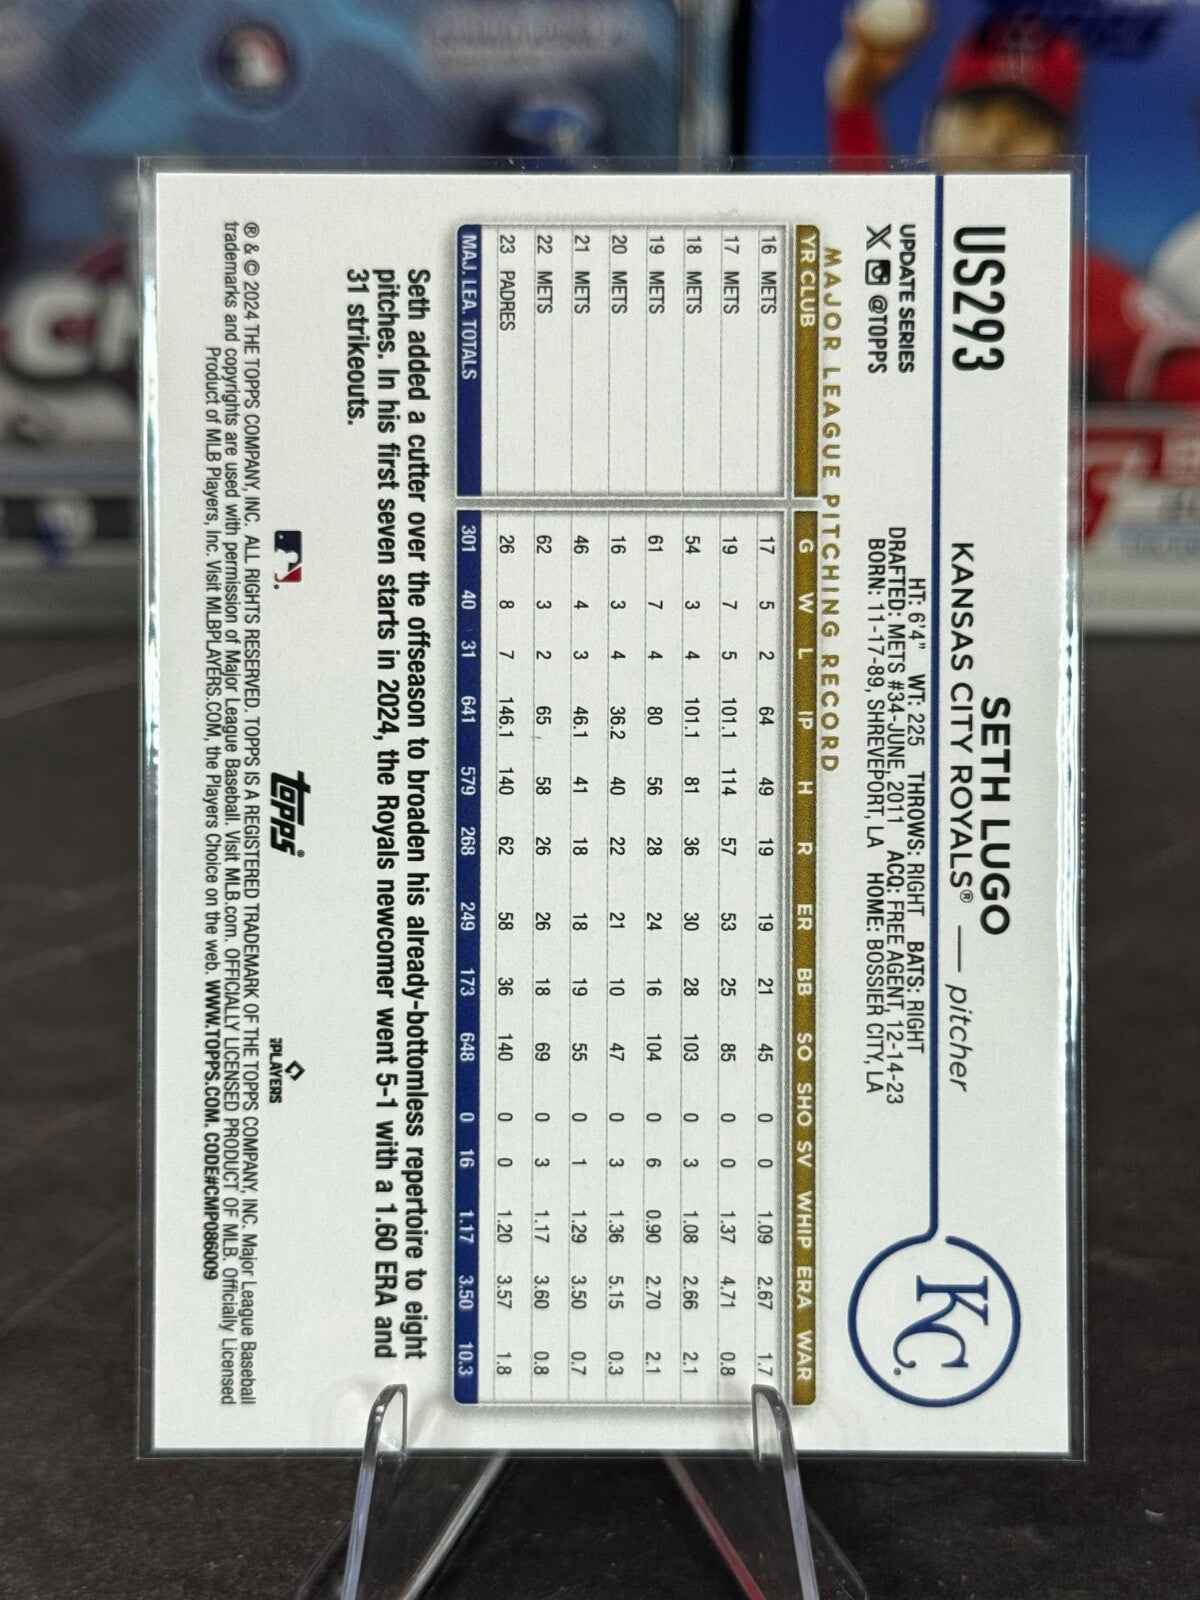 US293
SETH LUGO
KANSAS CITY ROYALS® — pitcher
KC
UPDATE SERIES
X @TOPPS
HT: 6'4" WT: 225 THROWS: RIGHT BATS: RIGHT
DRAFTED: METS #34-JUNE, 2011 ACQ: FREE AGENT, 12-14-23
BORN: 11-17-89, SHREVEPORT, LA HOME: BOSSIER CITY, LA
MAJOR LEAGUE PITCHING RECORD
YR CLUB G W L IP H R ER BB SO SHO SV WHIP ERA WAR
16 METS 17 5 2 64 49 19 19 21 45 0 0 1.09 2.67 1.7
17 METS 19 7 5 101.1 114 57 53 25 85 0 0 1.37 4.71 0.8
18 METS 54 3 4 101.1 81 36 30 28 103 0 3 1.08 2.66 2.1
19 METS 61 7 4 80 56 28 24 16 104 0 6 0.90 2.70 2.1
20 METS 16 3 4 36.2 40 22 21 10 47 0 3 1.36 5.15 0.3
21 METS 46 4 3 46.1 41 18 18 19 55 0 1 1.29 3.50 0.7
22 METS 62 3 2 65 58 26 26 18 69 0 3 1.17 3.60 0.8
23 PADRES 26 8 7 146.1 140 62 58 36 140 0 0 1.20 3.57 1.8
MAJ. LEA. TOTALS 301 40 31 641 579 268 249 173 648 0 16 1.17 3.50 10.3
Seth added a cutter over the offseason to broaden his already-bottomless repertoire to eight
pitches. In his first seven starts in 2024, the Royals newcomer went 5-1 with a 1.60 ERA and
31 strikeouts.
topps®
PLAYERS
® & © 2024 THE TOPPS COMPANY, INC. ALL RIGHTS RESERVED. TOPPS IS A REGISTERED TRADEMARK OF THE TOPPS COMPANY, INC. Major League Baseball
trademarks and copyrights are used with permission of Major League Baseball. Visit MLB.com. OFFICIALLY LICENSED PRODUCT OF MLB. Officially Licensed
Product of MLB Players, Inc. Visit MLBPLAYERS.COM, the Players Choice on the web. WWW.TOPPS.COM. CODE#CMP086009